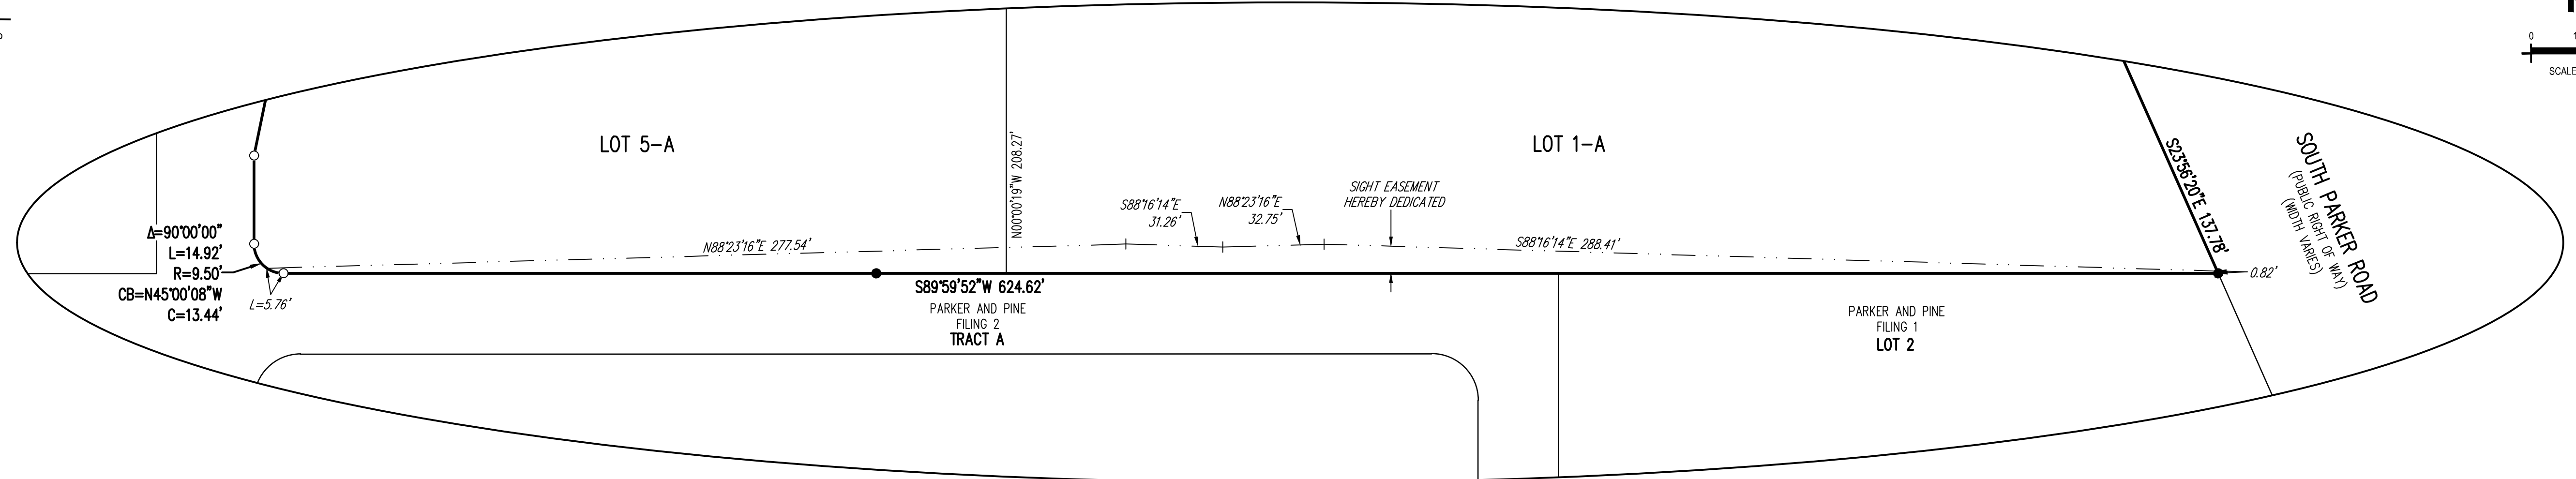 LOT 5-A
LOT 1-A
N00°00'19"W 208.27'
S23°56'20"E 137.78'
SOUTH PARKER ROAD
(PUBLIC RIGHT OF WAY)
(WIDTH VARIES)
0
SCALE
SIGHT EASEMENT
HEREBY DEDICATED
S88°16'14"E
31.26'
N88°23'16"E
32.75'
N88°23'16"E 277.54'
S88°16'14"E 288.41'
0.82'
Δ=90°00'00"
L=14.92'
R=9.50'
CB=N45°00'08"W
C=13.44'
L=5.76'
S89°59'52"W 624.62'
PARKER AND PINE
FILING 2
TRACT A
PARKER AND PINE
FILING 1
LOT 2